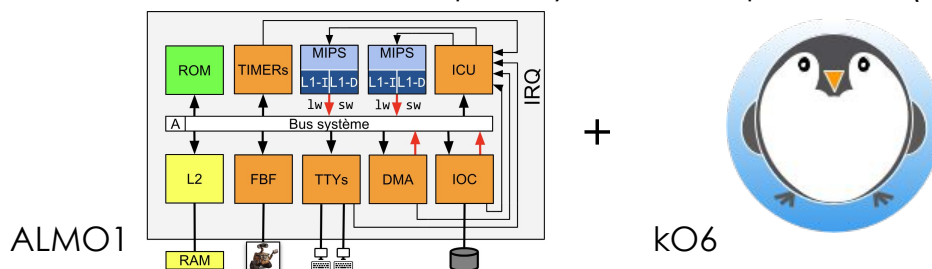 ROM
TIMERs
MIPS
L1-I L1-D
MIPS
L1-I L1-D
ICU
IRQ
lw sw
lw sw
A
Bus système
L2
FBF
TTYs
DMA
IOC
+
ALMO1
RAM
kO6